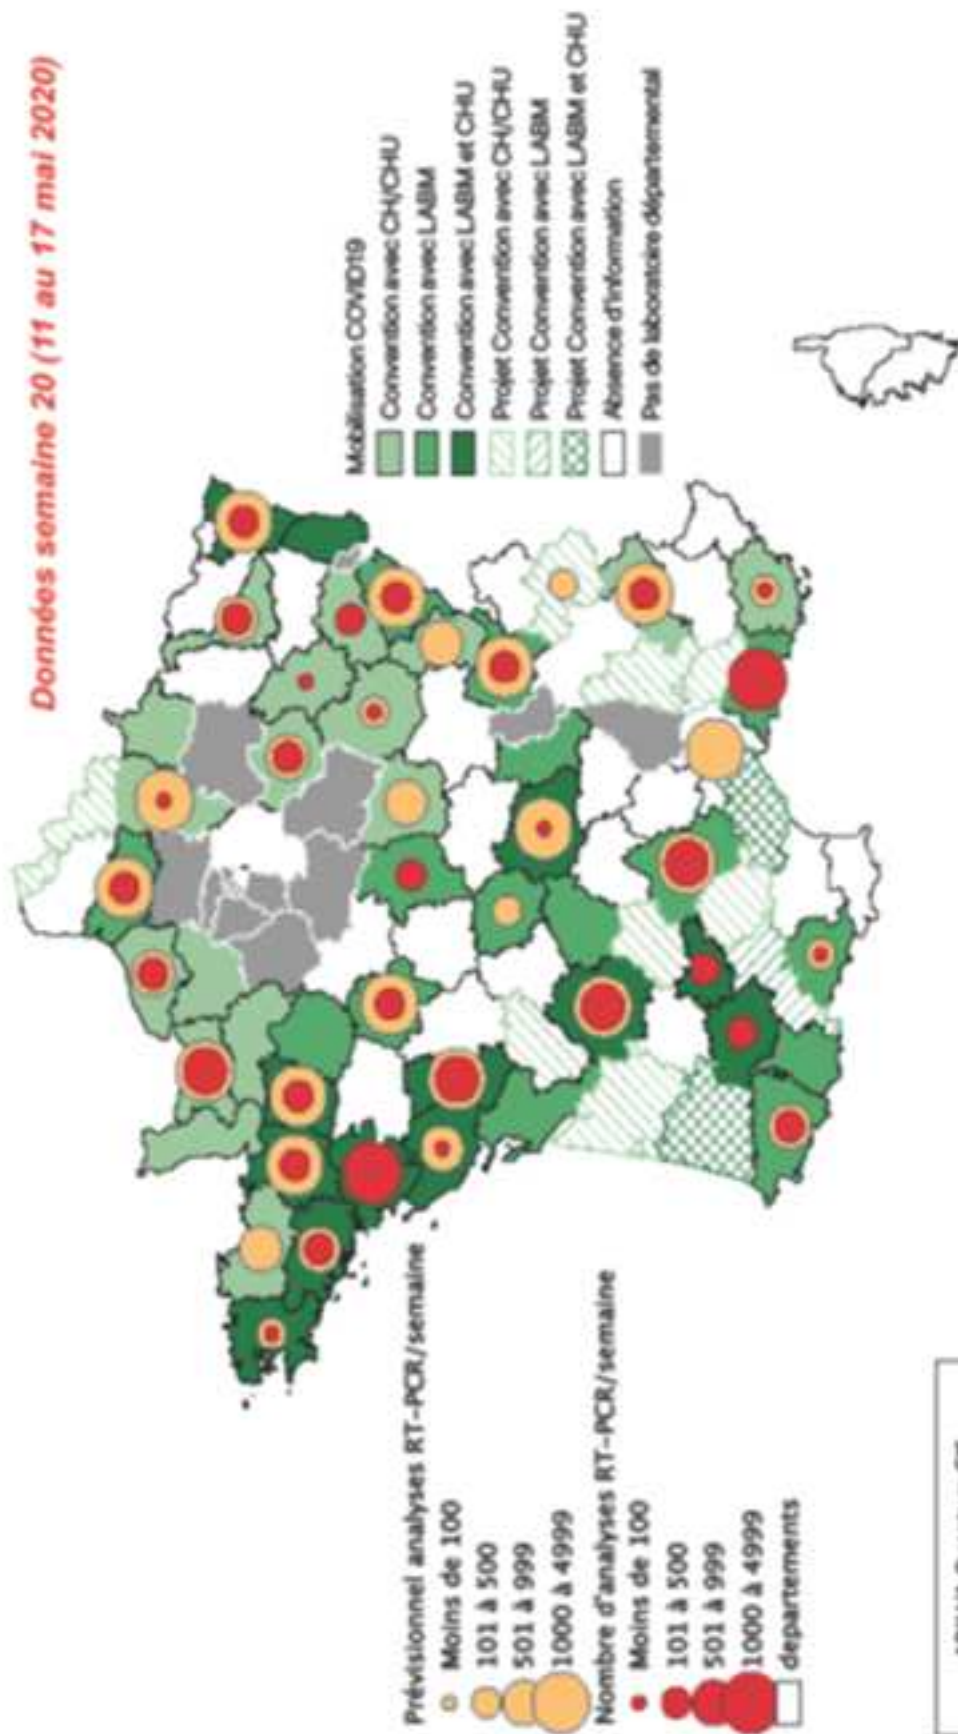 Données semaine 20 (11 au 17 mai 2020)
Mobilisation COVID19
Convention avec CH/CHU
Convention avec LABM
Convention avec LABM et CHU
Projet Convention avec CH/CHU
Projet Convention avec LABM
Projet Convention avec LABM et CHU
Absence d'information
Pas de laboratoire départemental
Prévisionnel analyses RT-PCR/semaine
Moins de 100
101 à 500
501 à 999
1000 à 4999
Nombre d'analyses RT-PCR/semaine
Moins de 100
101 à 500
501 à 999
1000 à 4999
departements